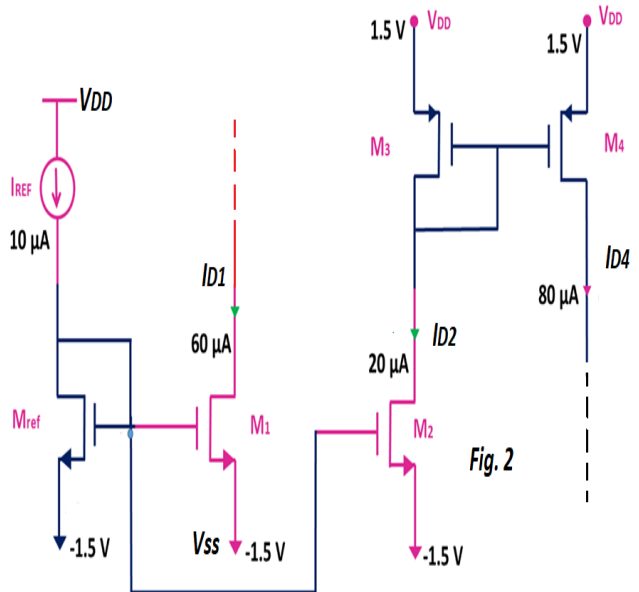 VDD
1.5 V
VDD
1.5 V
VDD
M3
M4
IREF
10 µA
ID1
ID4
60 µA
ID2
80 µA
20 µA
Mref
M1
M2
Fig. 2
-1.5 V
Vss
-1.5 V
-1.5 V